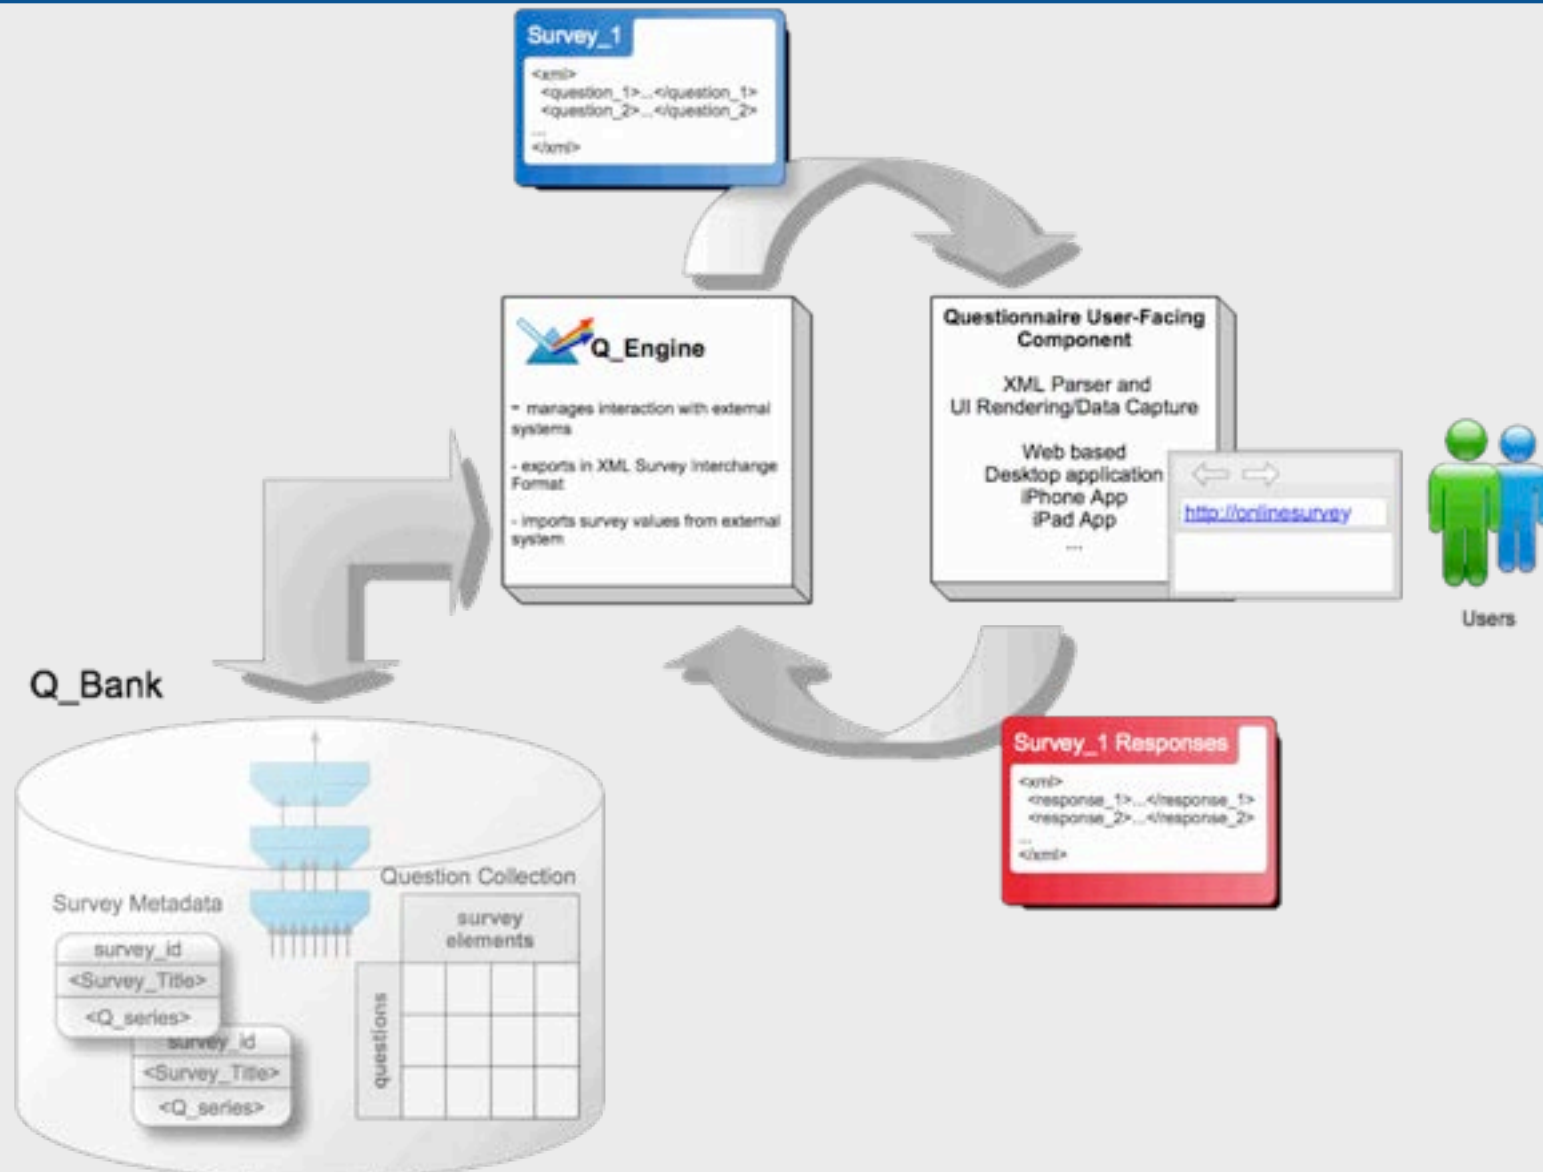 Survey_1
<xml>
<question_1>...</question_1>
<question_2>...</question_2>
...
</xml>
Q_Engine
- manages interaction with external
systems
- exports in XML Survey Interchange
Format
- imports survey values from external
system
Questionnaire User-Facing
Component
XML Parser and
UI Rendering/Data Capture
Web based
Desktop application
iPhone App
iPad App
...
http://onlinesurvey
Users
Q_Bank
Survey_1 Responses
<xml>
<response_1>...</response_1>
<response_2>...</response_2>
...
</xml>
Question Collection
survey
elements
questions
Survey Metadata
survey_id
<Survey_Title>
<Q_series>
survey_id
<Survey_Title>
<Q_series>